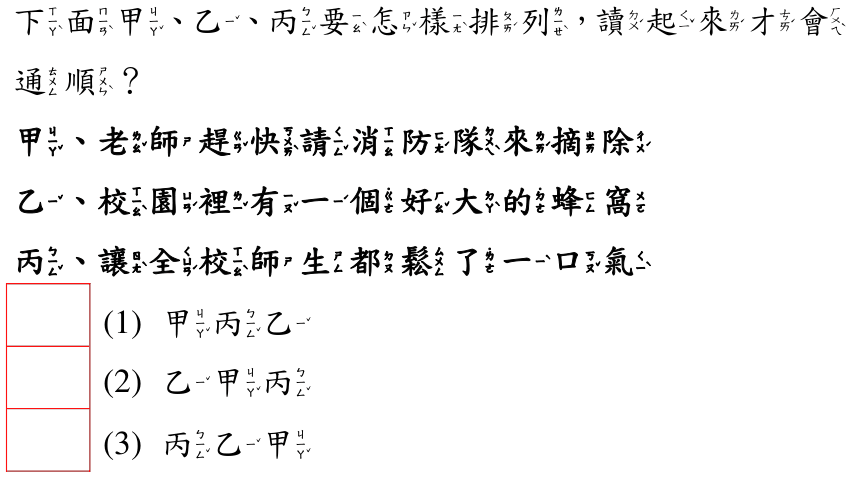 下面甲、乙、丙要怎樣排列，讀起來才會
通順？
甲、老師趕快請消防隊來摘除
乙、校園裡有一個好大的蜂窩
丙、讓全校師生都鬆了一口氣
(1) 甲丙乙
(2) 乙甲丙
(3) 丙乙甲